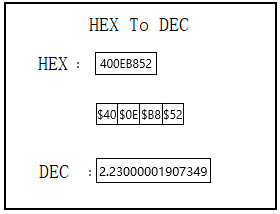 HEX To DEC
HEX : 400EB852
$40 $0E $B8 $52
DEC : 2.23000001907349